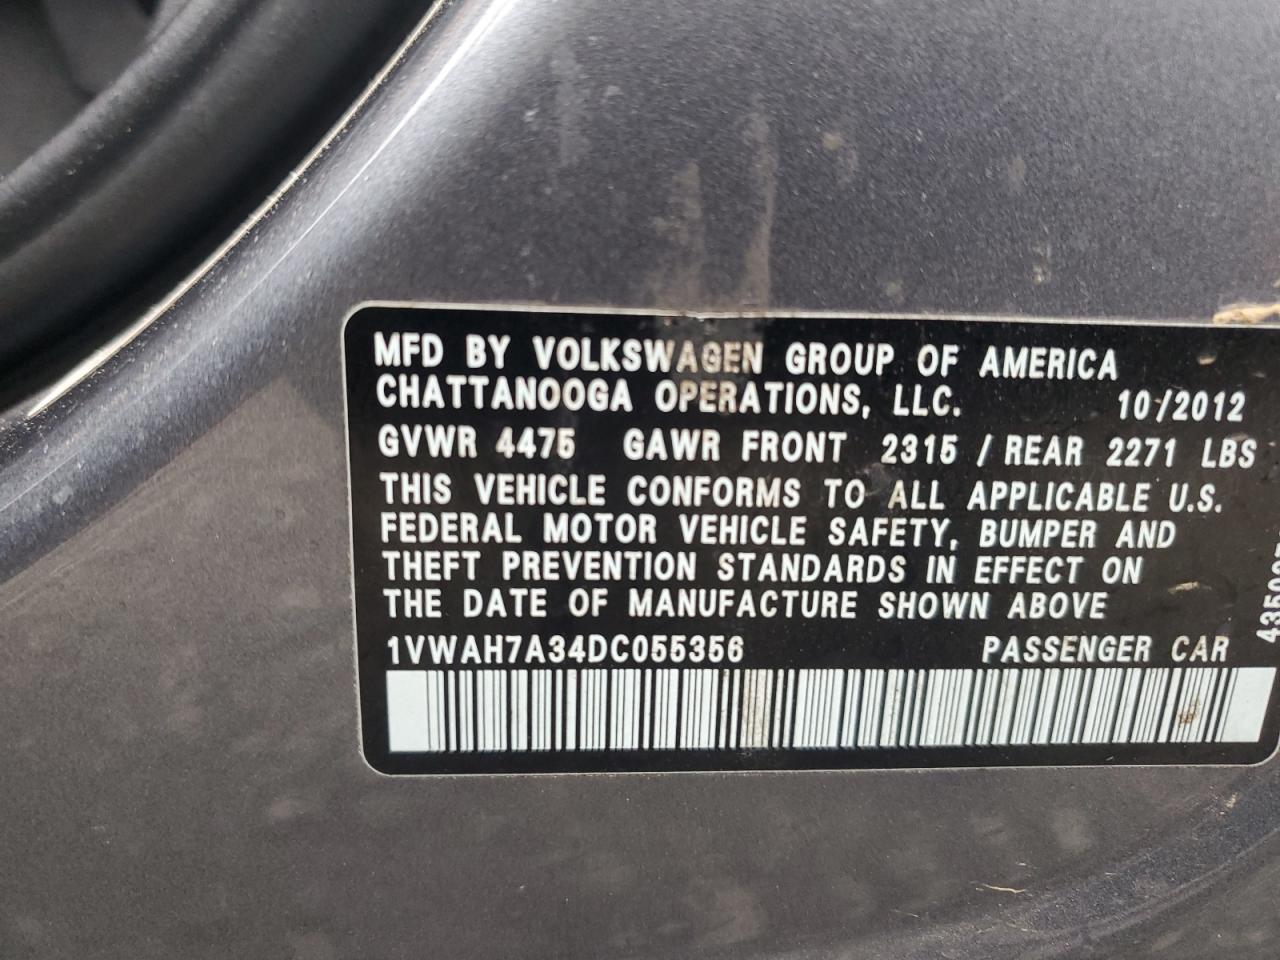 MFD BY VOLKSWAGEN GROUP OF AMERICA
CHATTANOOGA OPERATIONS, LLC. 10/2012
GVWR 4475 GAWR FRONT 2315 / REAR 2271 LBS
THIS VEHICLE CONFORMS TO ALL APPLICABLE U.S.
FEDERAL MOTOR VEHICLE SAFETY, BUMPER AND
THEFT PREVENTION STANDARDS IN EFFECT ON
THE DATE OF MANUFACTURE SHOWN ABOVE
1VWAH7A34DC055356 PASSENGER CAR